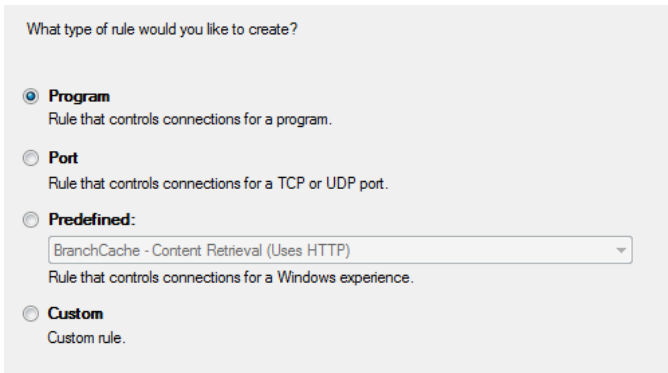 What type of rule would you like to create?
Program
Rule that controls connections for a program.
Port
Rule that controls connections for a TCP or UDP port.
Predefined:
BranchCache - Content Retrieval (Uses HTTP)
Rule that controls connections for a Windows experience.
Custom
Custom rule.